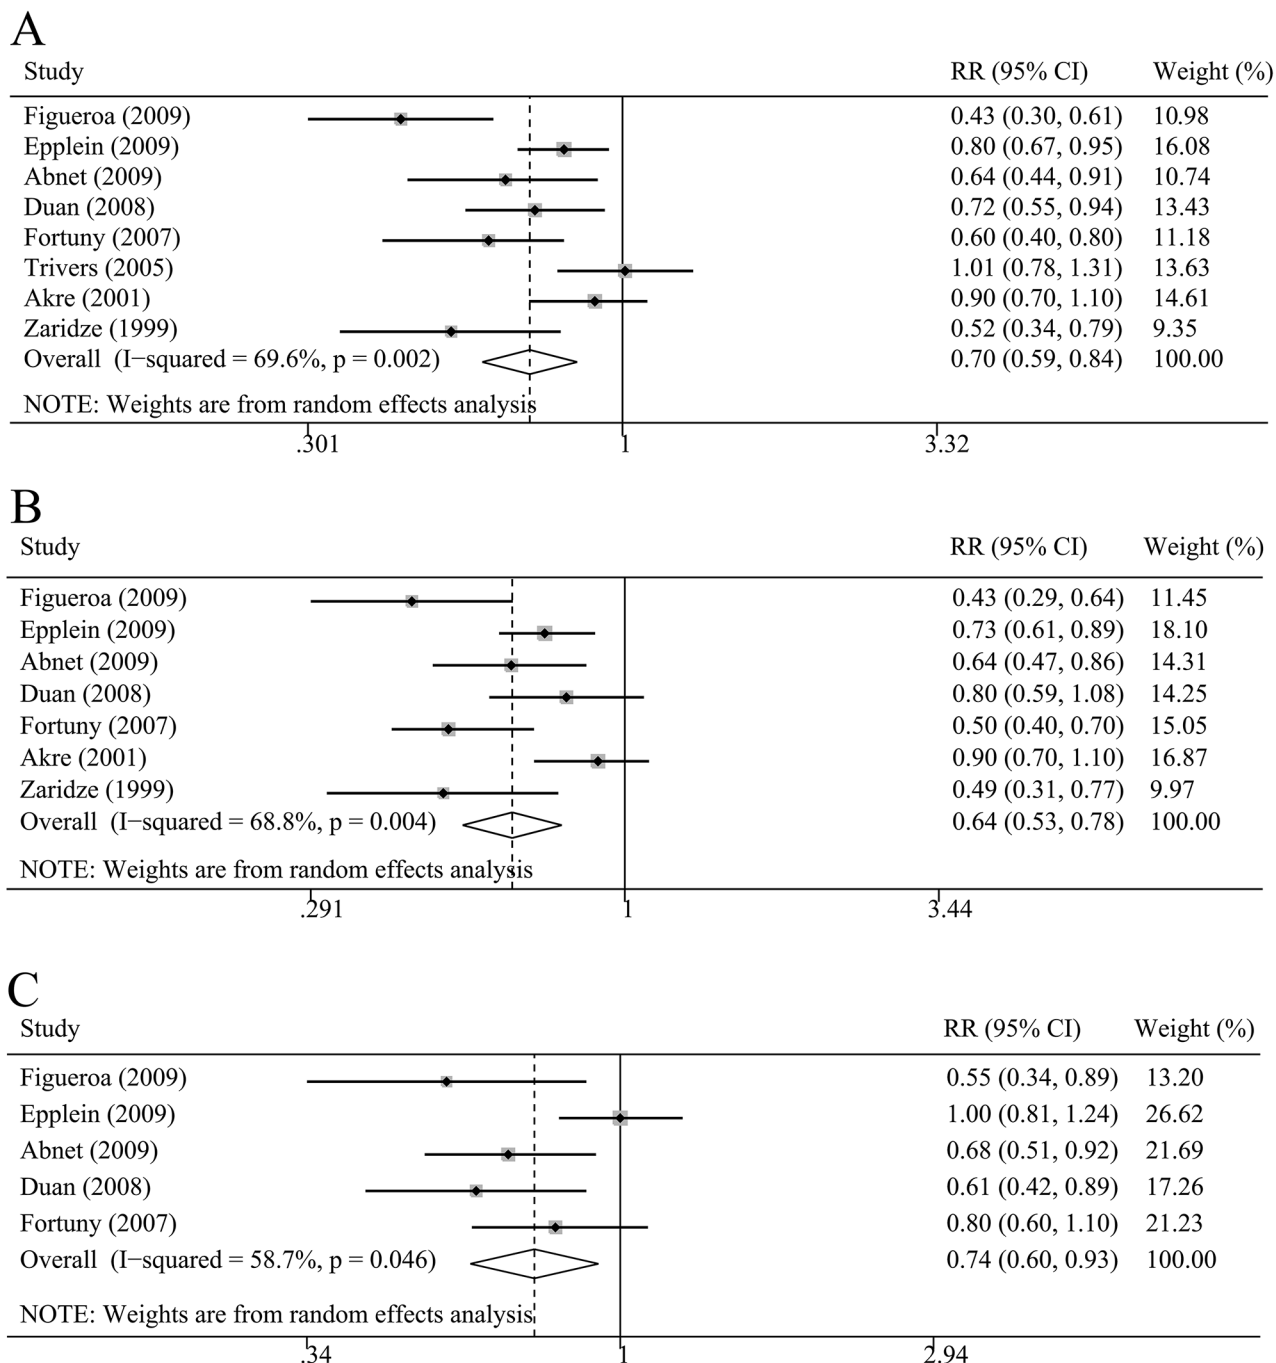 A
Study RR (95% CI) Weight (%)
Figueroa (2009) 0.43 (0.30, 0.61) 10.98
Epplein (2009) 0.80 (0.67, 0.95) 16.08
Abnet (2009) 0.64 (0.44, 0.91) 10.74
Duan (2008) 0.72 (0.55, 0.94) 13.43
Fortuny (2007) 0.60 (0.40, 0.80) 11.18
Trivers (2005) 1.01 (0.78, 1.31) 13.63
Akre (2001) 0.90 (0.70, 1.10) 14.61
Zaridze (1999) 0.52 (0.34, 0.79) 9.35
Overall (I−squared = 69.6%, p = 0.002) 0.70 (0.59, 0.84) 100.00
NOTE: Weights are from random effects analysis
.301 1 3.32
B
Study RR (95% CI) Weight (%)
Figueroa (2009) 0.43 (0.29, 0.64) 11.45
Epplein (2009) 0.73 (0.61, 0.89) 18.10
Abnet (2009) 0.64 (0.47, 0.86) 14.31
Duan (2008) 0.80 (0.59, 1.08) 14.25
Fortuny (2007) 0.50 (0.40, 0.70) 15.05
Akre (2001) 0.90 (0.70, 1.10) 16.87
Zaridze (1999) 0.49 (0.31, 0.77) 9.97
Overall (I−squared = 68.8%, p = 0.004) 0.64 (0.53, 0.78) 100.00
NOTE: Weights are from random effects analysis
.291 1 3.44
C
Study RR (95% CI) Weight (%)
Figueroa (2009) 0.55 (0.34, 0.89) 13.20
Epplein (2009) 1.00 (0.81, 1.24) 26.62
Abnet (2009) 0.68 (0.51, 0.92) 21.69
Duan (2008) 0.61 (0.42, 0.89) 17.26
Fortuny (2007) 0.80 (0.60, 1.10) 21.23
Overall (I−squared = 58.7%, p = 0.046) 0.74 (0.60, 0.93) 100.00
NOTE: Weights are from random effects analysis
.34 1 2.94